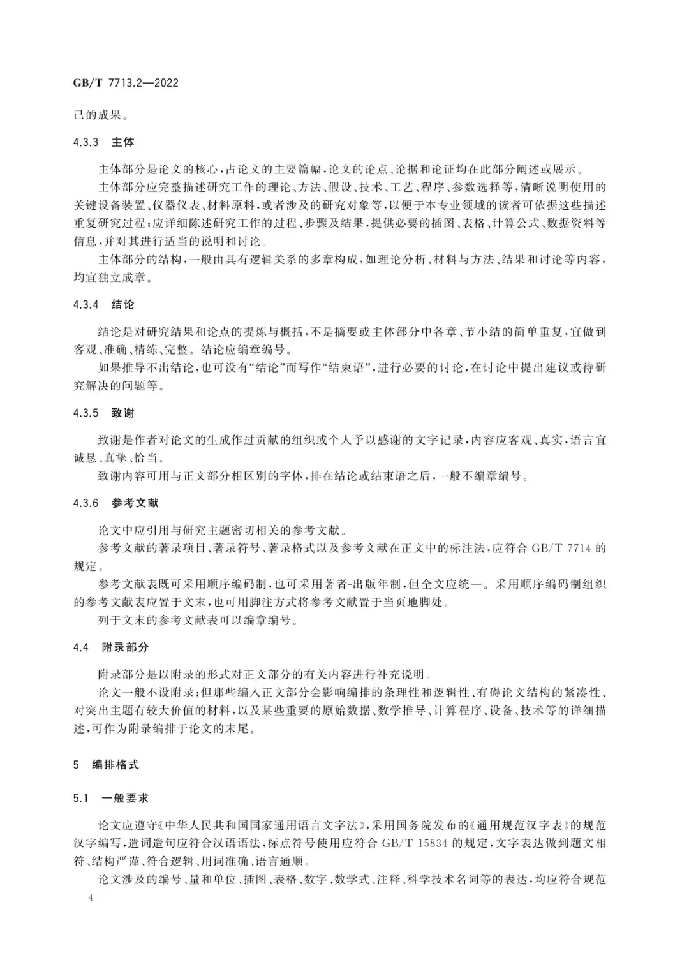 GB/T 7713.2—2022
己的成果。
4.3.3 主体
主体部分是论文的核心,占论文的主要篇幅,论文的论点、论据和论证均在此部分阐述或展示。
主体部分应完整描述研究工作的理论、方法、假设、技术、工艺、程序、参数选择等,清晰说明使用的
关键设备装置、仪器仪表、材料原料,或者涉及的研究对象等,以便于本专业领域的读者可依据这些描述
重复研究过程;应详细陈述研究工作的过程、步骤及结果,提供必要的插图、表格、计算公式、数据资料等
信息,并对其进行适当的说明和讨论。
主体部分的结构,一般由具有逻辑关系的多章构成,如理论分析、材料与方法、结果和讨论等内容,
均宜独立成章。
4.3.4 结论
结论是对研究结果和论点的提炼与概括,不是摘要或主体部分中各章、节小结的简单重复,宜做到
客观、准确、精练、完整。结论应编章编号。
如果推导不出结论,也可没有“结论”而写作“结束语”,进行必要的讨论,在讨论中提出建议或待研
究解决的问题等。
4.3.5 致谢
致谢是作者对论文的生成作过贡献的组织或个人予以感谢的文字记录,内容应客观、真实,语言宜
诚恳、真挚、恰当。
致谢内容可用与正文部分相区别的字体,排在结论或结束语之后,一般不编章编号。
4.3.6 参考文献
论文中应引用与研究主题密切相关的参考文献。
参考文献的著录项目、著录符号、著录格式以及参考文献在正文中的标注法,应符合 GB/T 7714 的
规定。
参考文献表既可采用顺序编码制,也可采用著者-出版年制,但全文应统一。采用顺序编码制组织
的参考文献表应置于文末,也可用脚注方式将参考文献置于当页地脚处。
列于文末的参考文献表可以编章编号。
4.4 附录部分
附录部分是以附录的形式对正文部分的有关内容进行补充说明。
论文一般不设附录;但那些编入正文部分会影响编排的条理性和逻辑性、有碍论文结构的紧凑性、
对突出主题有较大价值的材料,以及某些重要的原始数据、数学推导、计算程序、设备、技术等的详细描
述,可作为附录编排于论文的末尾。
5 编排格式
5.1 一般要求
论文应遵守《中华人民共和国国家通用语言文字法》,采用国务院发布的《通用规范汉字表》的规范
汉字编写,遣词造句应符合汉语语法,标点符号使用应符合 GB/T 15834 的规定,文字表达做到题文相
符、结构严谨、符合逻辑、用词准确、语言通顺。
论文涉及的编号、量和单位、插图、表格、数字、数学式、注释、科学技术名词等的表达,均应符合规范
4